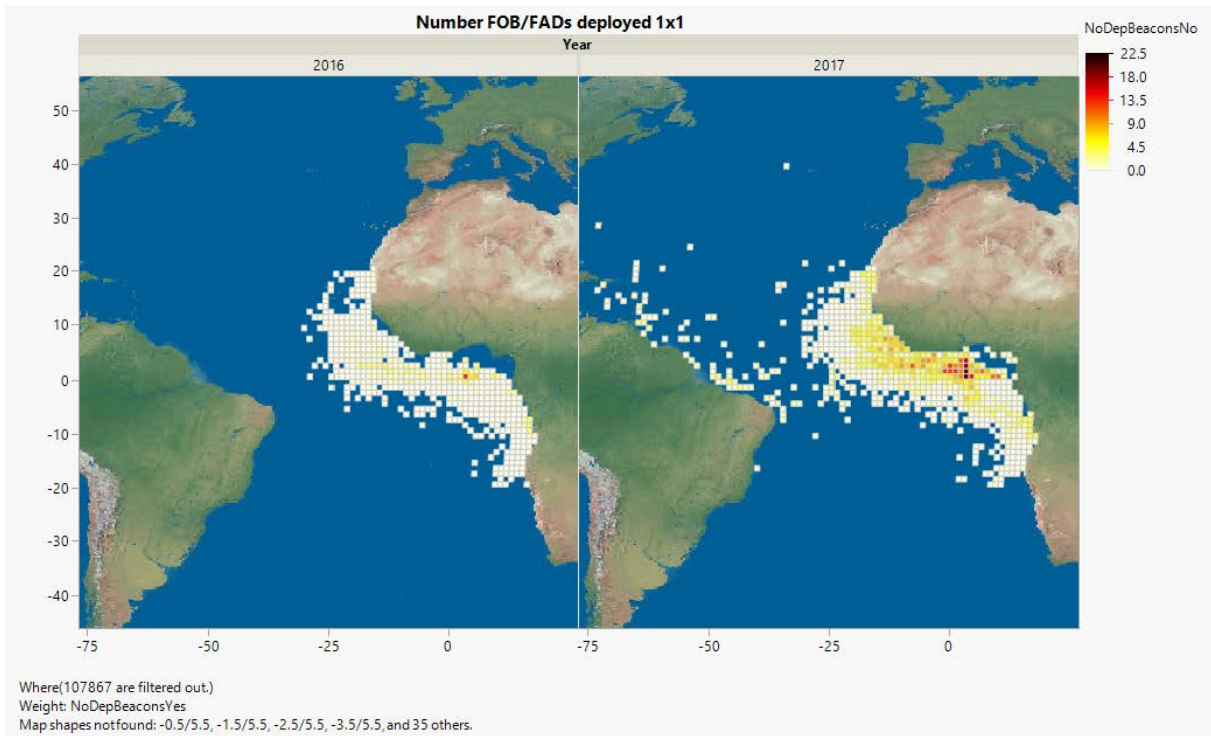 Number FOB/FADs deployed 1x1
Year
2016 2017
NoDepBeaconsNo
22.5
18.0
13.5
9.0
4.5
0.0
50
40
30
20
10
0
-10
-20
-30
-40
-75 -50 -25 0 -75 -50 -25 0
Where(107867 are filtered out.)
Weight: NoDepBeaconsYes
Map shapes not found: -0.5/5.5, -1.5/5.5, -2.5/5.5, -3.5/5.5, and 35 others.